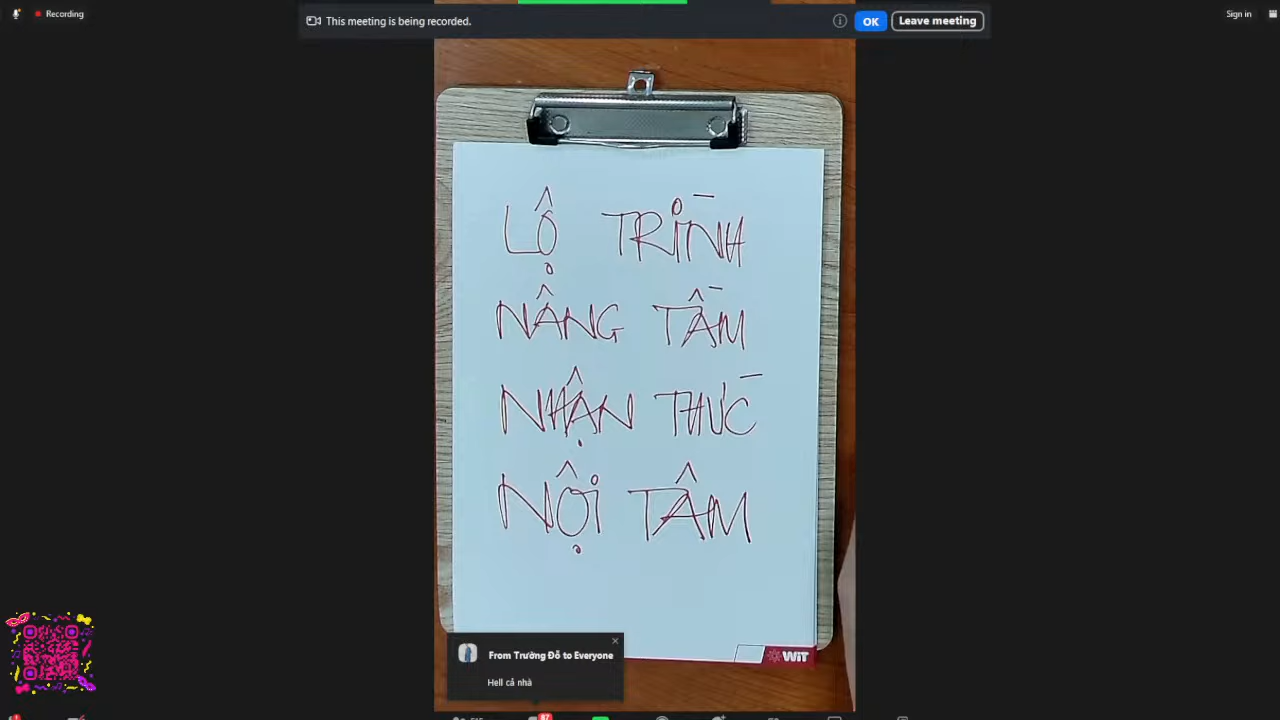 Recording
This meeting is being recorded.
OK
Leave meeting
Sign in
LỘ TRÌNH
NÂNG TẦM
NHẬN THỨC
NỘI TÂM
WiT
From Trường Đỗ to Everyone
Hell cả nhà